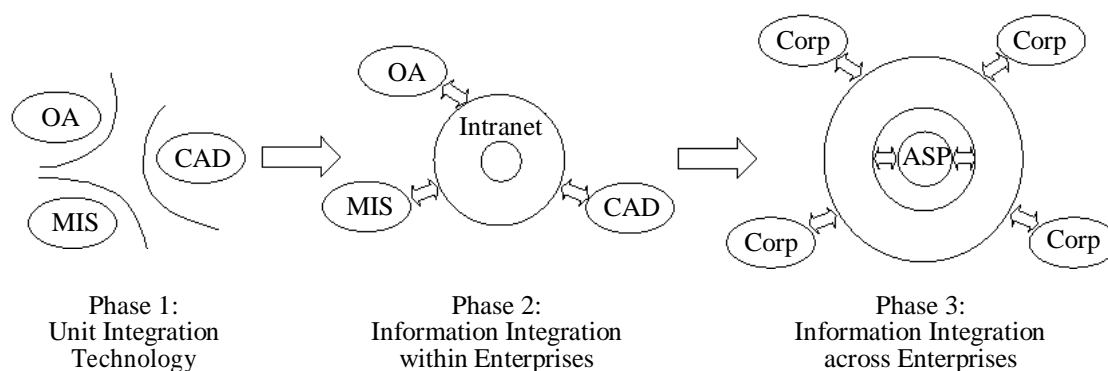 OA
CAD
MIS
OA
Intranet
MIS
CAD
Corp
Corp
ASP
Corp
Corp
Phase 1:
Unit Integration
Technology
Phase 2:
Information Integration
within Enterprises
Phase 3:
Information Integration
across Enterprises